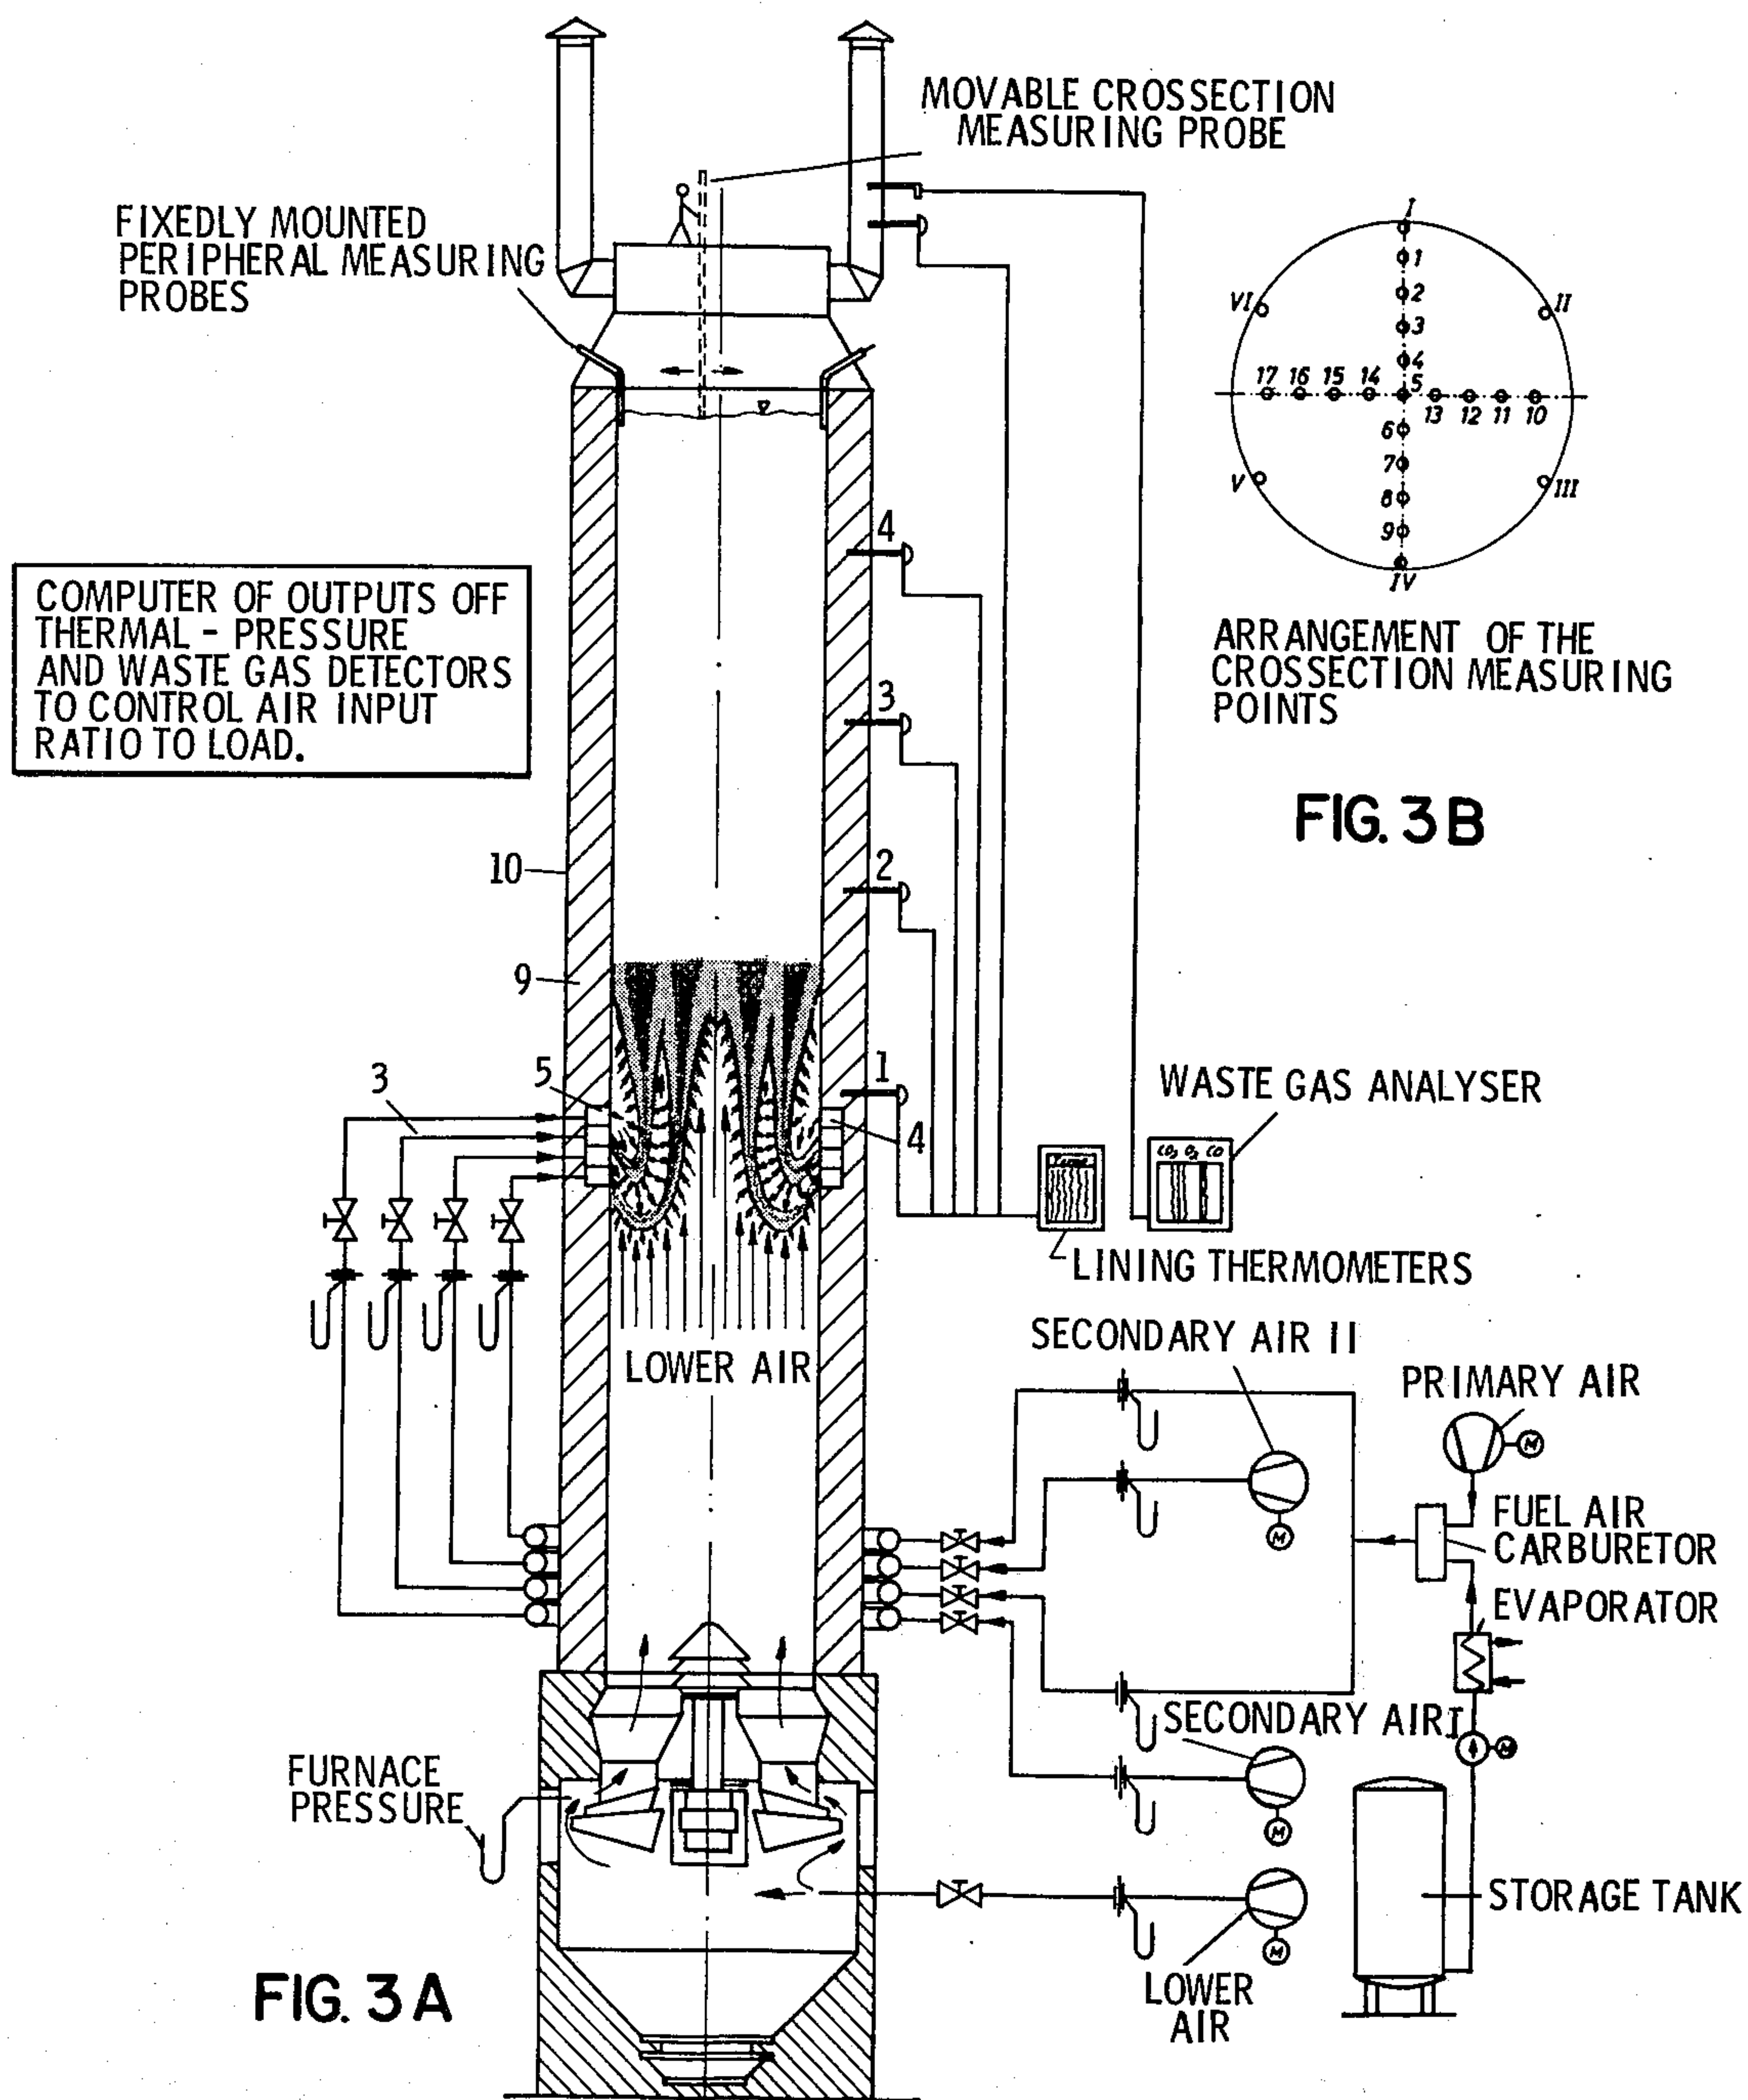 MOVABLE CROSSECTION
MEASURING PROBE
FIXEDLY MOUNTED
PERIPHERAL MEASURING
PROBES
I
1
2
3
4
5
6
7
8
9
IV
VI
II
V
III
17 16 15 14
13 12 11 10
ARRANGEMENT OF THE
CROSSECTION MEASURING
POINTS
FIG. 3B
COMPUTER OF OUTPUTS OFF
THERMAL - PRESSURE
AND WASTE GAS DETECTORS
TO CONTROL AIR INPUT
RATIO TO LOAD.
4
3
2
1
10
9
5
3
4
WASTE GAS ANALYSER
CO₂ O₂ CO
LINING THERMOMETERS
LOWER AIR
SECONDARY AIR II
M
PRIMARY AIR
M
FUEL AIR
CARBURETOR
EVAPORATOR
M
SECONDARY AIR I
M
FURNACE
PRESSURE
STORAGE TANK
M
LOWER
AIR
FIG. 3A